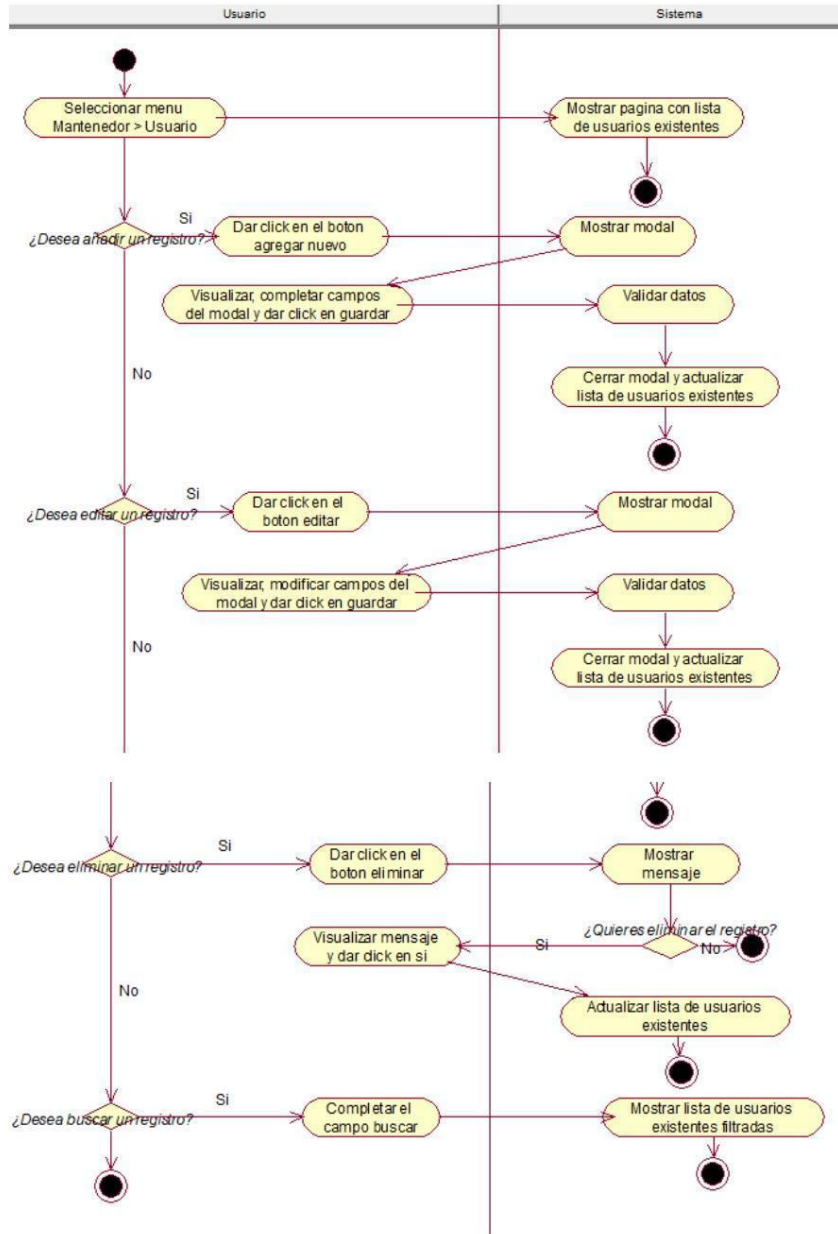 Usuario
Sistema
Seleccionar menu
Mantenedor > Usuario
Mostrar pagina con lista
de usuarios existentes
¿Desea añadir un registro?
Si
Dar click en el boton
agregar nuevo
Mostrar modal
Visualizar, completar campos
del modal y dar click en guardar
Validar datos
No
Cerrar modal y actualizar
lista de usuarios existentes
¿Desea editar un registro?
Si
Dar click en el
boton editar
Mostrar modal
Visualizar, modificar campos del
modal y dar click en guardar
Validar datos
No
Cerrar modal y actualizar
lista de usuarios existentes
¿Desea eliminar un registro?
Si
Dar click en el
boton eliminar
Mostrar
mensaje
¿Quieres eliminar el registro?
Visualizar mensaje
y dar click en si
Si
No
No
Actualizar lista de usuarios
existentes
¿Desea buscar un registro?
Si
Completar el
campo buscar
Mostrar lista de usuarios
existentes filtradas